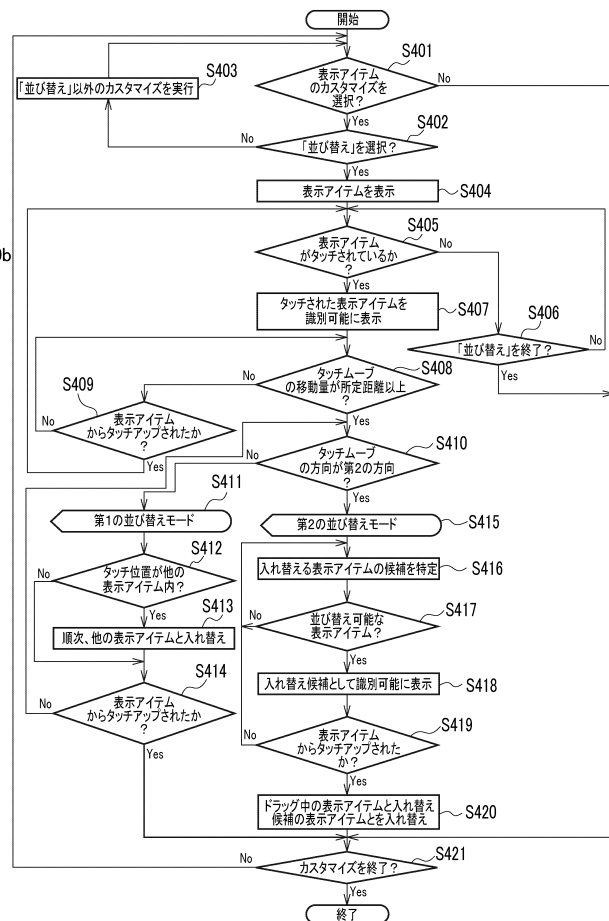 開始
S401
表示アイテム
のカスタマイズを
選択?
No
Yes
S403
「並び替え」以外のカスタマイズを実行
S402
「並び替え」を選択?
No
Yes
表示アイテムを表示
S404
9b
S405
表示アイテム
がタッチされているか
?
No
Yes
タッチされた表示アイテムを
識別可能に表示
S407
S406
「並び替え」を終了?
No
Yes
S408
タッチムーブ
の移動量が所定距離以上
?
No
Yes
S409
表示アイテム
からタッチアップされたか
?
No
Yes
S410
タッチムーブ
の方向が第2の方向
?
No
Yes
S411
第1の並び替えモード
第2の並び替えモード
S415
S412
タッチ位置が他の
表示アイテム内?
No
Yes
入れ替える表示アイテムの候補を特定
S416
S413
順次、他の表示アイテムと入れ替え
S417
並び替え可能な
表示アイテム?
No
Yes
S414
表示アイテム
からタッチアップされたか
?
No
Yes
入れ替え候補として識別可能に表示
S418
S419
表示アイテム
からタッチアップされた
か?
No
Yes
ドラッグ中の表示アイテムと入れ替え
候補の表示アイテムとを入れ替え
S420
S421
カスタマイズを終了?
No
Yes
終了